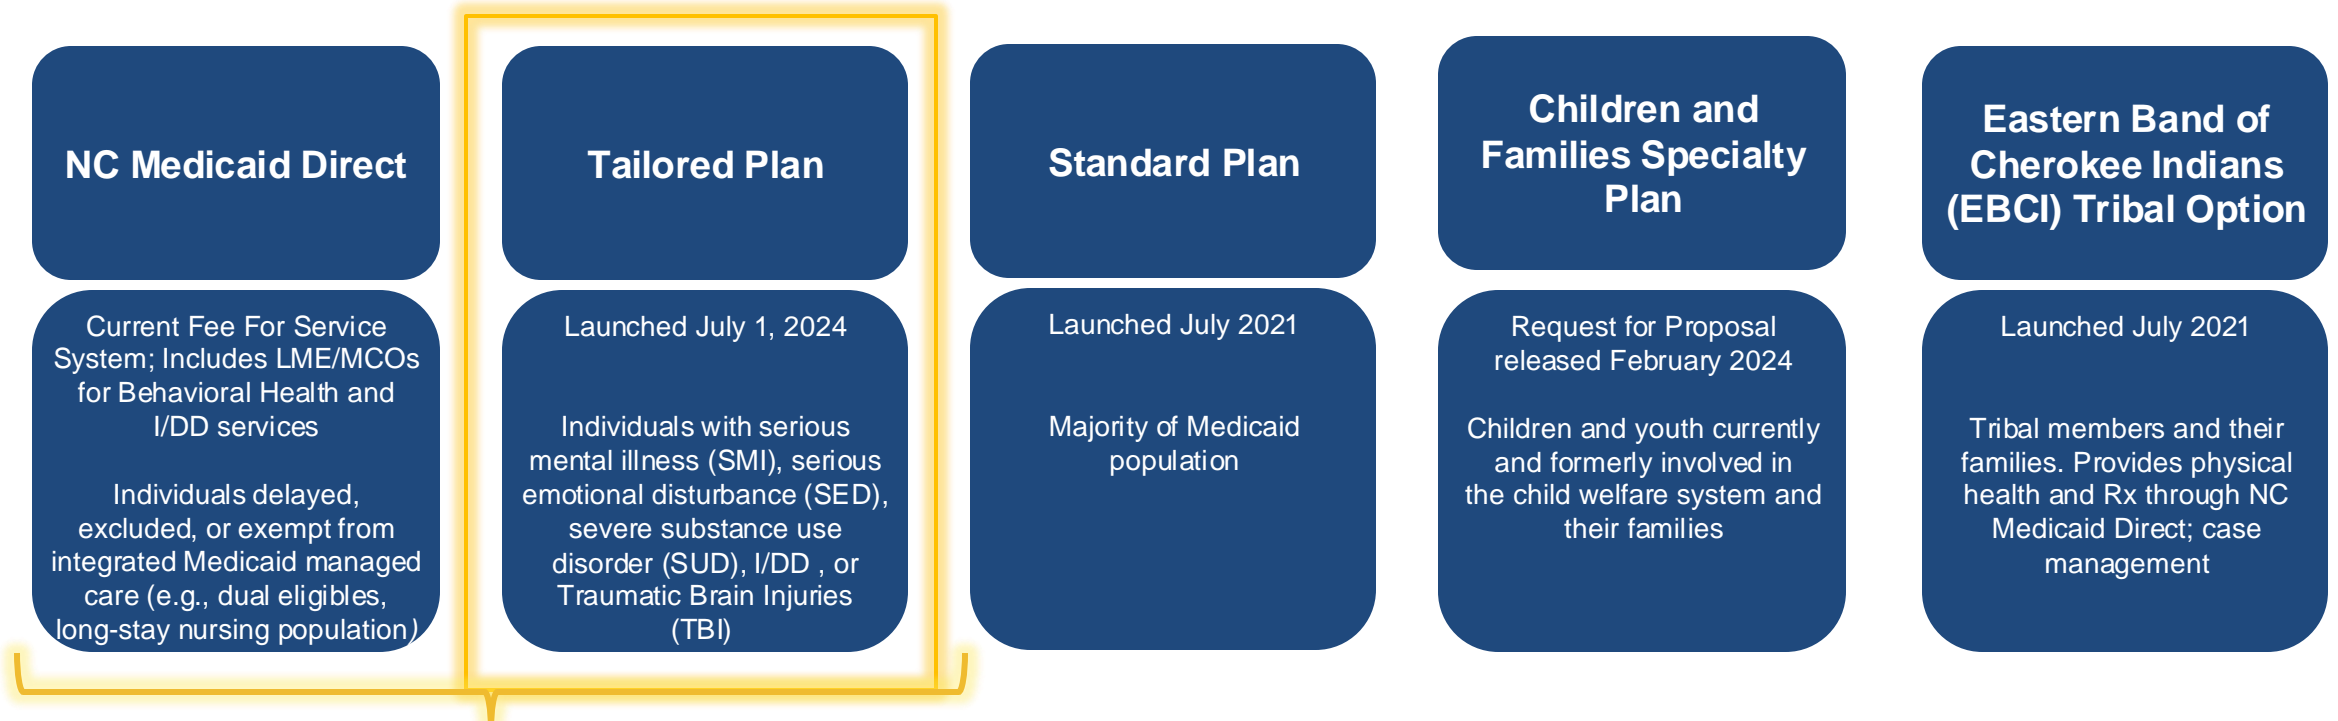 NC Medicaid Direct
Current Fee For Service
System; Includes LME/MCOs
for Behavioral Health and
I/DD services
Individuals delayed,
excluded, or exempt from
integrated Medicaid managed
care (e.g., dual eligibles,
long-stay nursing population)
Tailored Plan
Launched July 1, 2024
Individuals with serious
mental illness (SMI), serious
emotional disturbance (SED),
severe substance use
disorder (SUD), I/DD , or
Traumatic Brain Injuries
(TBI)
Standard Plan
Launched July 2021
Majority of Medicaid
population
Children and
Families Specialty
Plan
Request for Proposal
released February 2024
Children and youth currently
and formerly involved in
the child welfare system and
their families
Eastern Band of
Cherokee Indians
(EBCI) Tribal Option
Launched July 2021
Tribal members and their
families. Provides physical
health and Rx through NC
Medicaid Direct; case
management